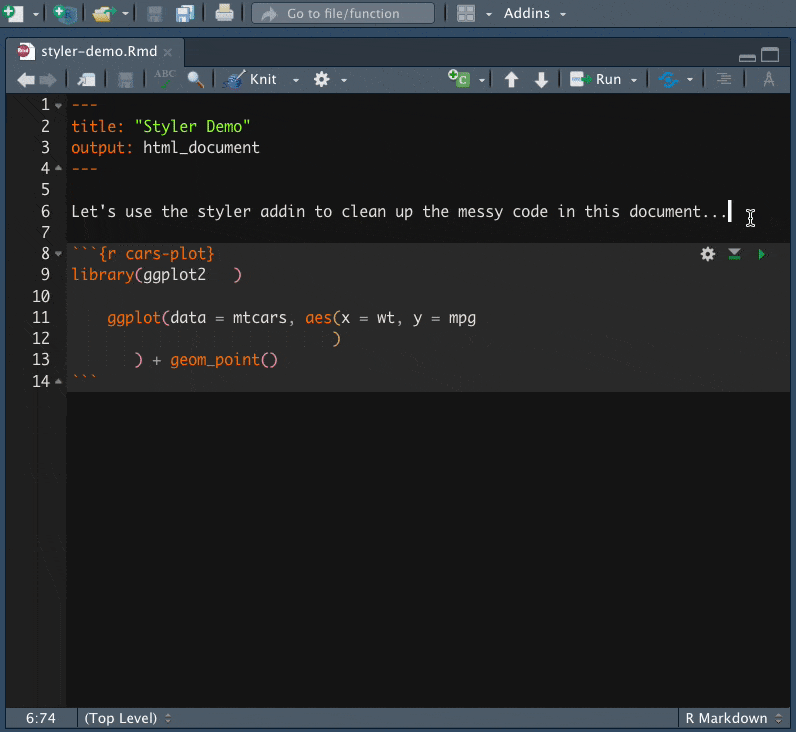 Go to file/function Addins
styler-demo.Rmd
ABC Knit Run
1 ---
2 title: "Styler Demo"
3 output: html_document
4 ---
5
6 Let's use the styler addin to clean up the messy code in this document...
7
8 ```{r cars-plot}
9 library(ggplot2   )
10
11     ggplot(data = mtcars, aes(x = wt, y = mpg
12                              )
13        ) + geom_point()
14 ```
6:74 (Top Level) R Markdown